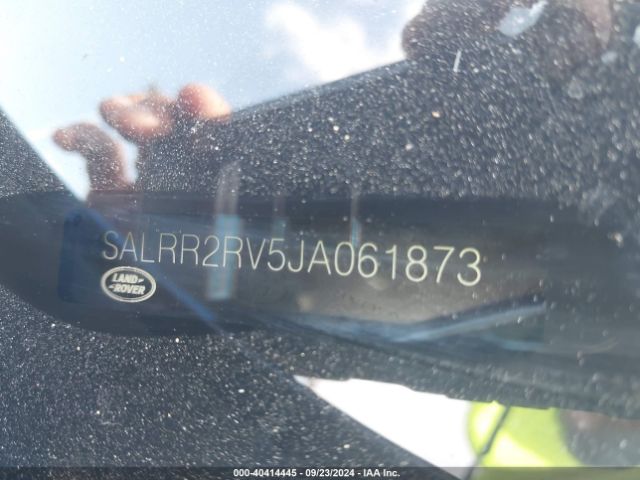 SALRR2RV5JA061873
LAND-
-ROVER
000-40414445 - 09/23/2024 - IAA Inc.